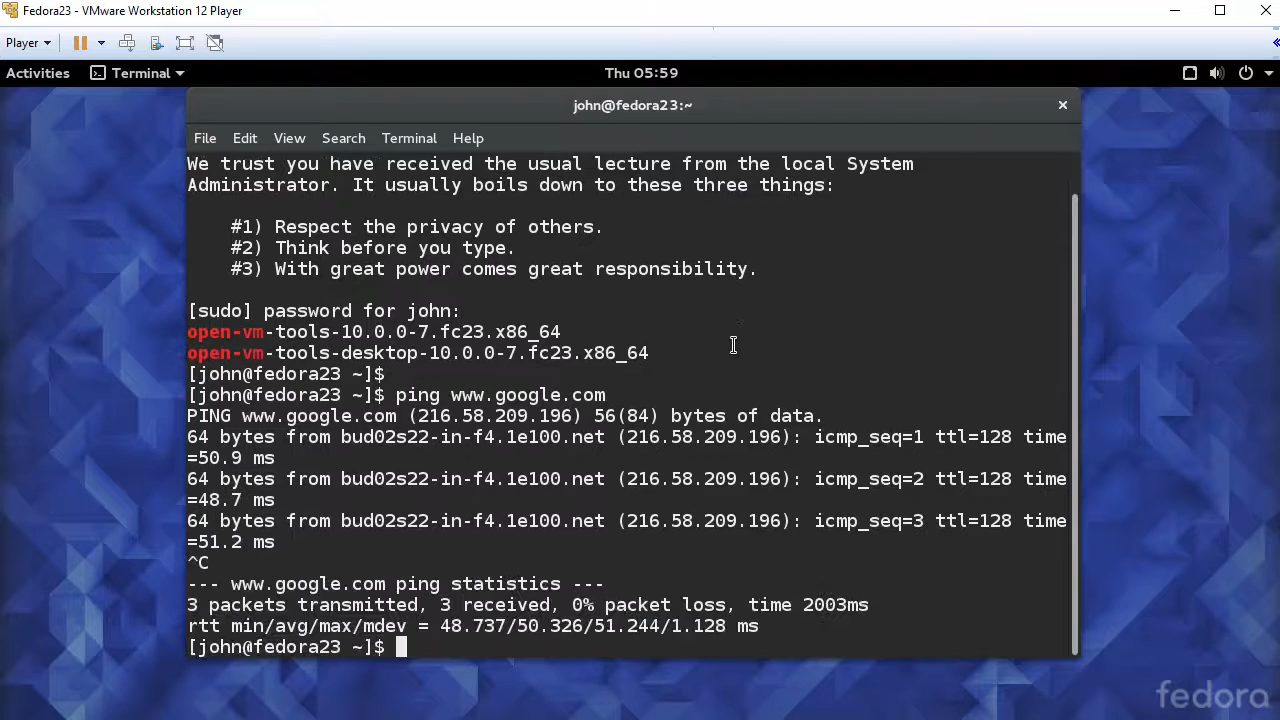 Fedora23 - VMware Workstation 12 Player
Player
Activities Terminal Thu 05:59
john@fedora23:~
File Edit View Search Terminal Help
We trust you have received the usual lecture from the local System
Administrator. It usually boils down to these three things:
#1) Respect the privacy of others.
#2) Think before you type.
#3) With great power comes great responsibility.
[sudo] password for john:
open-vm-tools-10.0.0-7.fc23.x86_64
open-vm-tools-desktop-10.0.0-7.fc23.x86_64
[john@fedora23 ~]$
[john@fedora23 ~]$ ping www.google.com
PING www.google.com (216.58.209.196) 56(84) bytes of data.
64 bytes from bud02s22-in-f4.1e100.net (216.58.209.196): icmp_seq=1 ttl=128 time
=50.9 ms
64 bytes from bud02s22-in-f4.1e100.net (216.58.209.196): icmp_seq=2 ttl=128 time
=48.7 ms
64 bytes from bud02s22-in-f4.1e100.net (216.58.209.196): icmp_seq=3 ttl=128 time
=51.2 ms
^C
--- www.google.com ping statistics ---
3 packets transmitted, 3 received, 0% packet loss, time 2003ms
rtt min/avg/max/mdev = 48.737/50.326/51.244/1.128 ms
[john@fedora23 ~]$
fedora